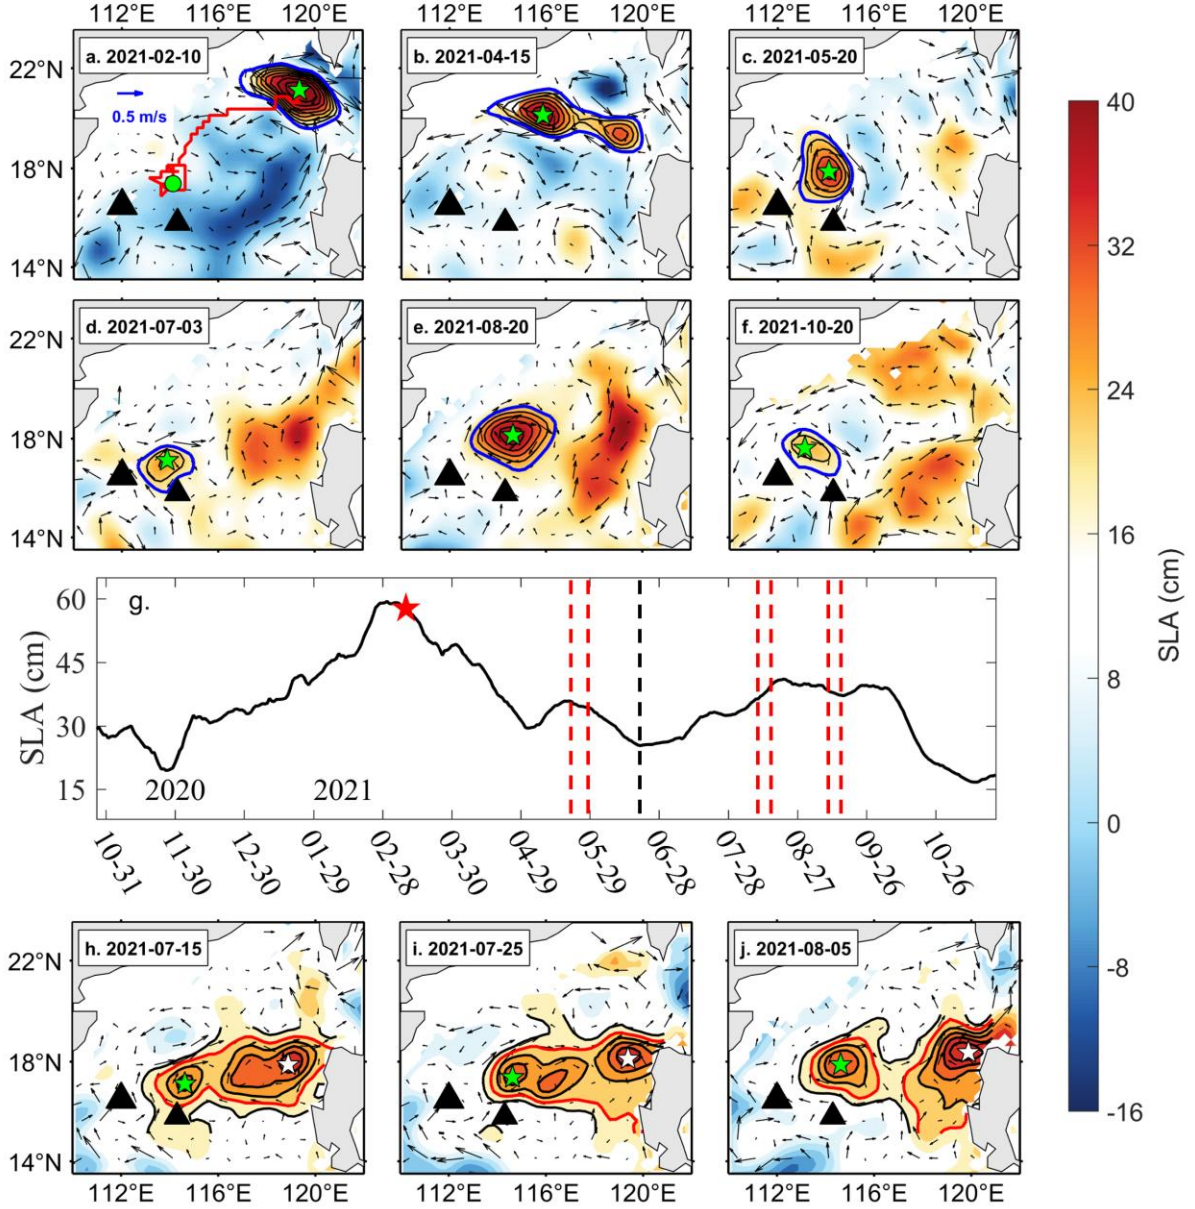 112°E 116°E 120°E 112°E 116°E 120°E 112°E 116°E 120°E
a. 2021-02-10 b. 2021-04-15 c. 2021-05-20
22°N
0.5 m/s
18°N
14°N
d. 2021-07-03 e. 2021-08-20 f. 2021-10-20
22°N
18°N
14°N
40
32
24
16
8
0
-8
-16
SLA (cm)
g.
60
45
30
15
SLA (cm)
2020 2021
10-31 11-30 12-30 01-29 02-28 03-30 04-29 05-29 06-28 07-28 08-27 09-26 10-26
h. 2021-07-15 i. 2021-07-25 j. 2021-08-05
22°N
18°N
14°N
112°E 116°E 120°E 112°E 116°E 120°E 112°E 116°E 120°E